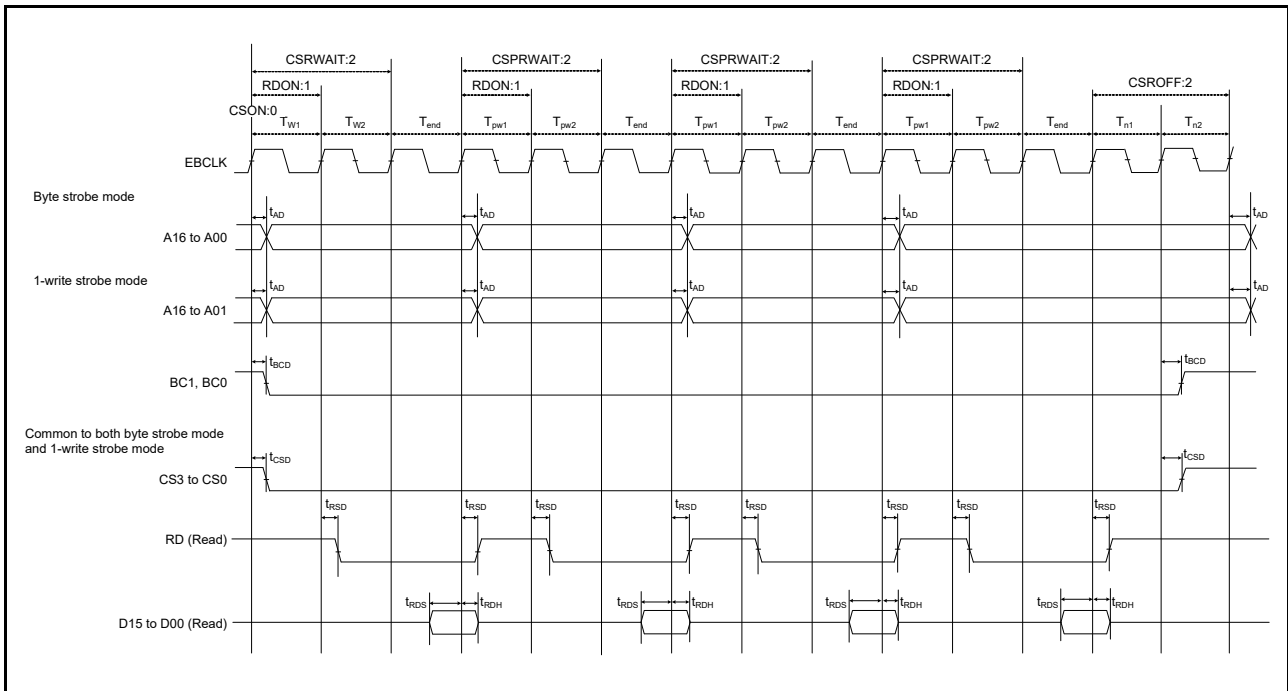 CSRWAIT:2 CSPRWAIT:2 CSPRWAIT:2 CSPRWAIT:2
CSROFF:2
RDON:1 RDON:1 RDON:1 RDON:1
CSON:0
TW1 TW2 Tend Tpw1 Tpw2 Tend Tpw1 Tpw2 Tend Tpw1 Tpw2 Tend Tn1 Tn2
EBCLK
Byte strobe mode
tAD tAD tAD tAD tAD
A16 to A00
1-write strobe mode
tAD tAD tAD tAD tAD
A16 to A01
tBCD tBCD
BC1, BC0
Common to both byte strobe mode
and 1-write strobe mode
tCSD tCSD
CS3 to CS0
tRSD tRSD tRSD tRSD tRSD tRSD tRSD tRSD
RD (Read)
tRDS tRDH tRDS tRDH tRDS tRDH tRDS tRDH
D15 to D00 (Read)